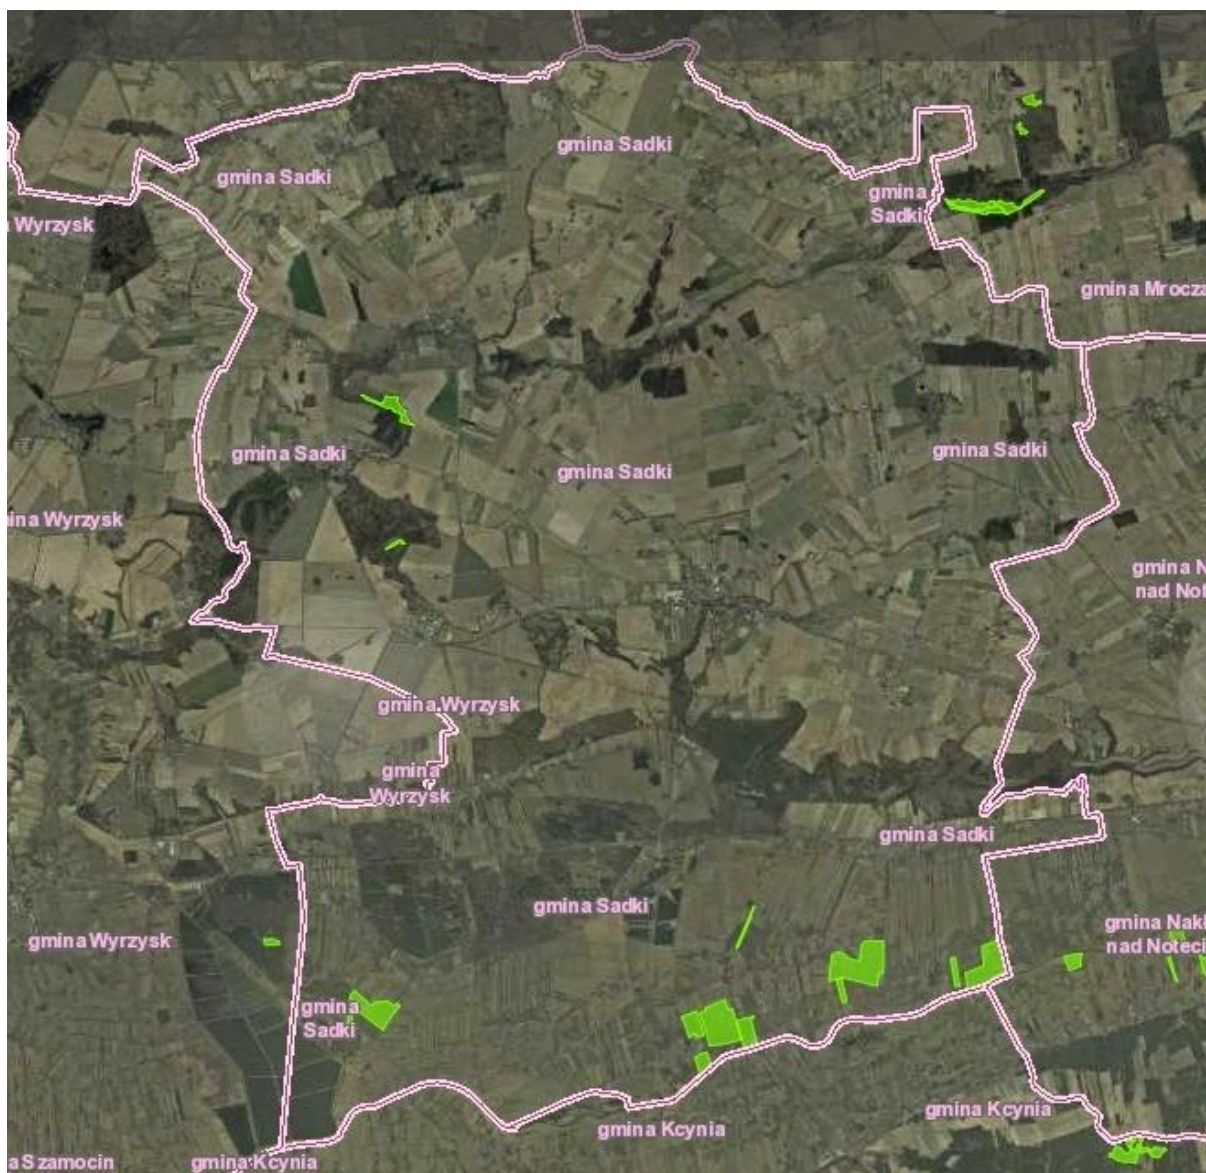 gmina Sadki
gmina Sadki
gmina
Sadki
Wyrzysk
gmina Mrocza
gmina Sadki
gmina Sadki
gmina Sadki
ina Wyrzysk
gmina N
nad Not
gmina Wyrzysk
gmina
Wyrzysk
gmina Sadki
gmina Sadki
gmina Wyrzysk
gmina Nakł
nad Noteci
gmina
Sadki
gmina Kcynia
gmina Kcynia
a Szamocin
gmina Kcynia